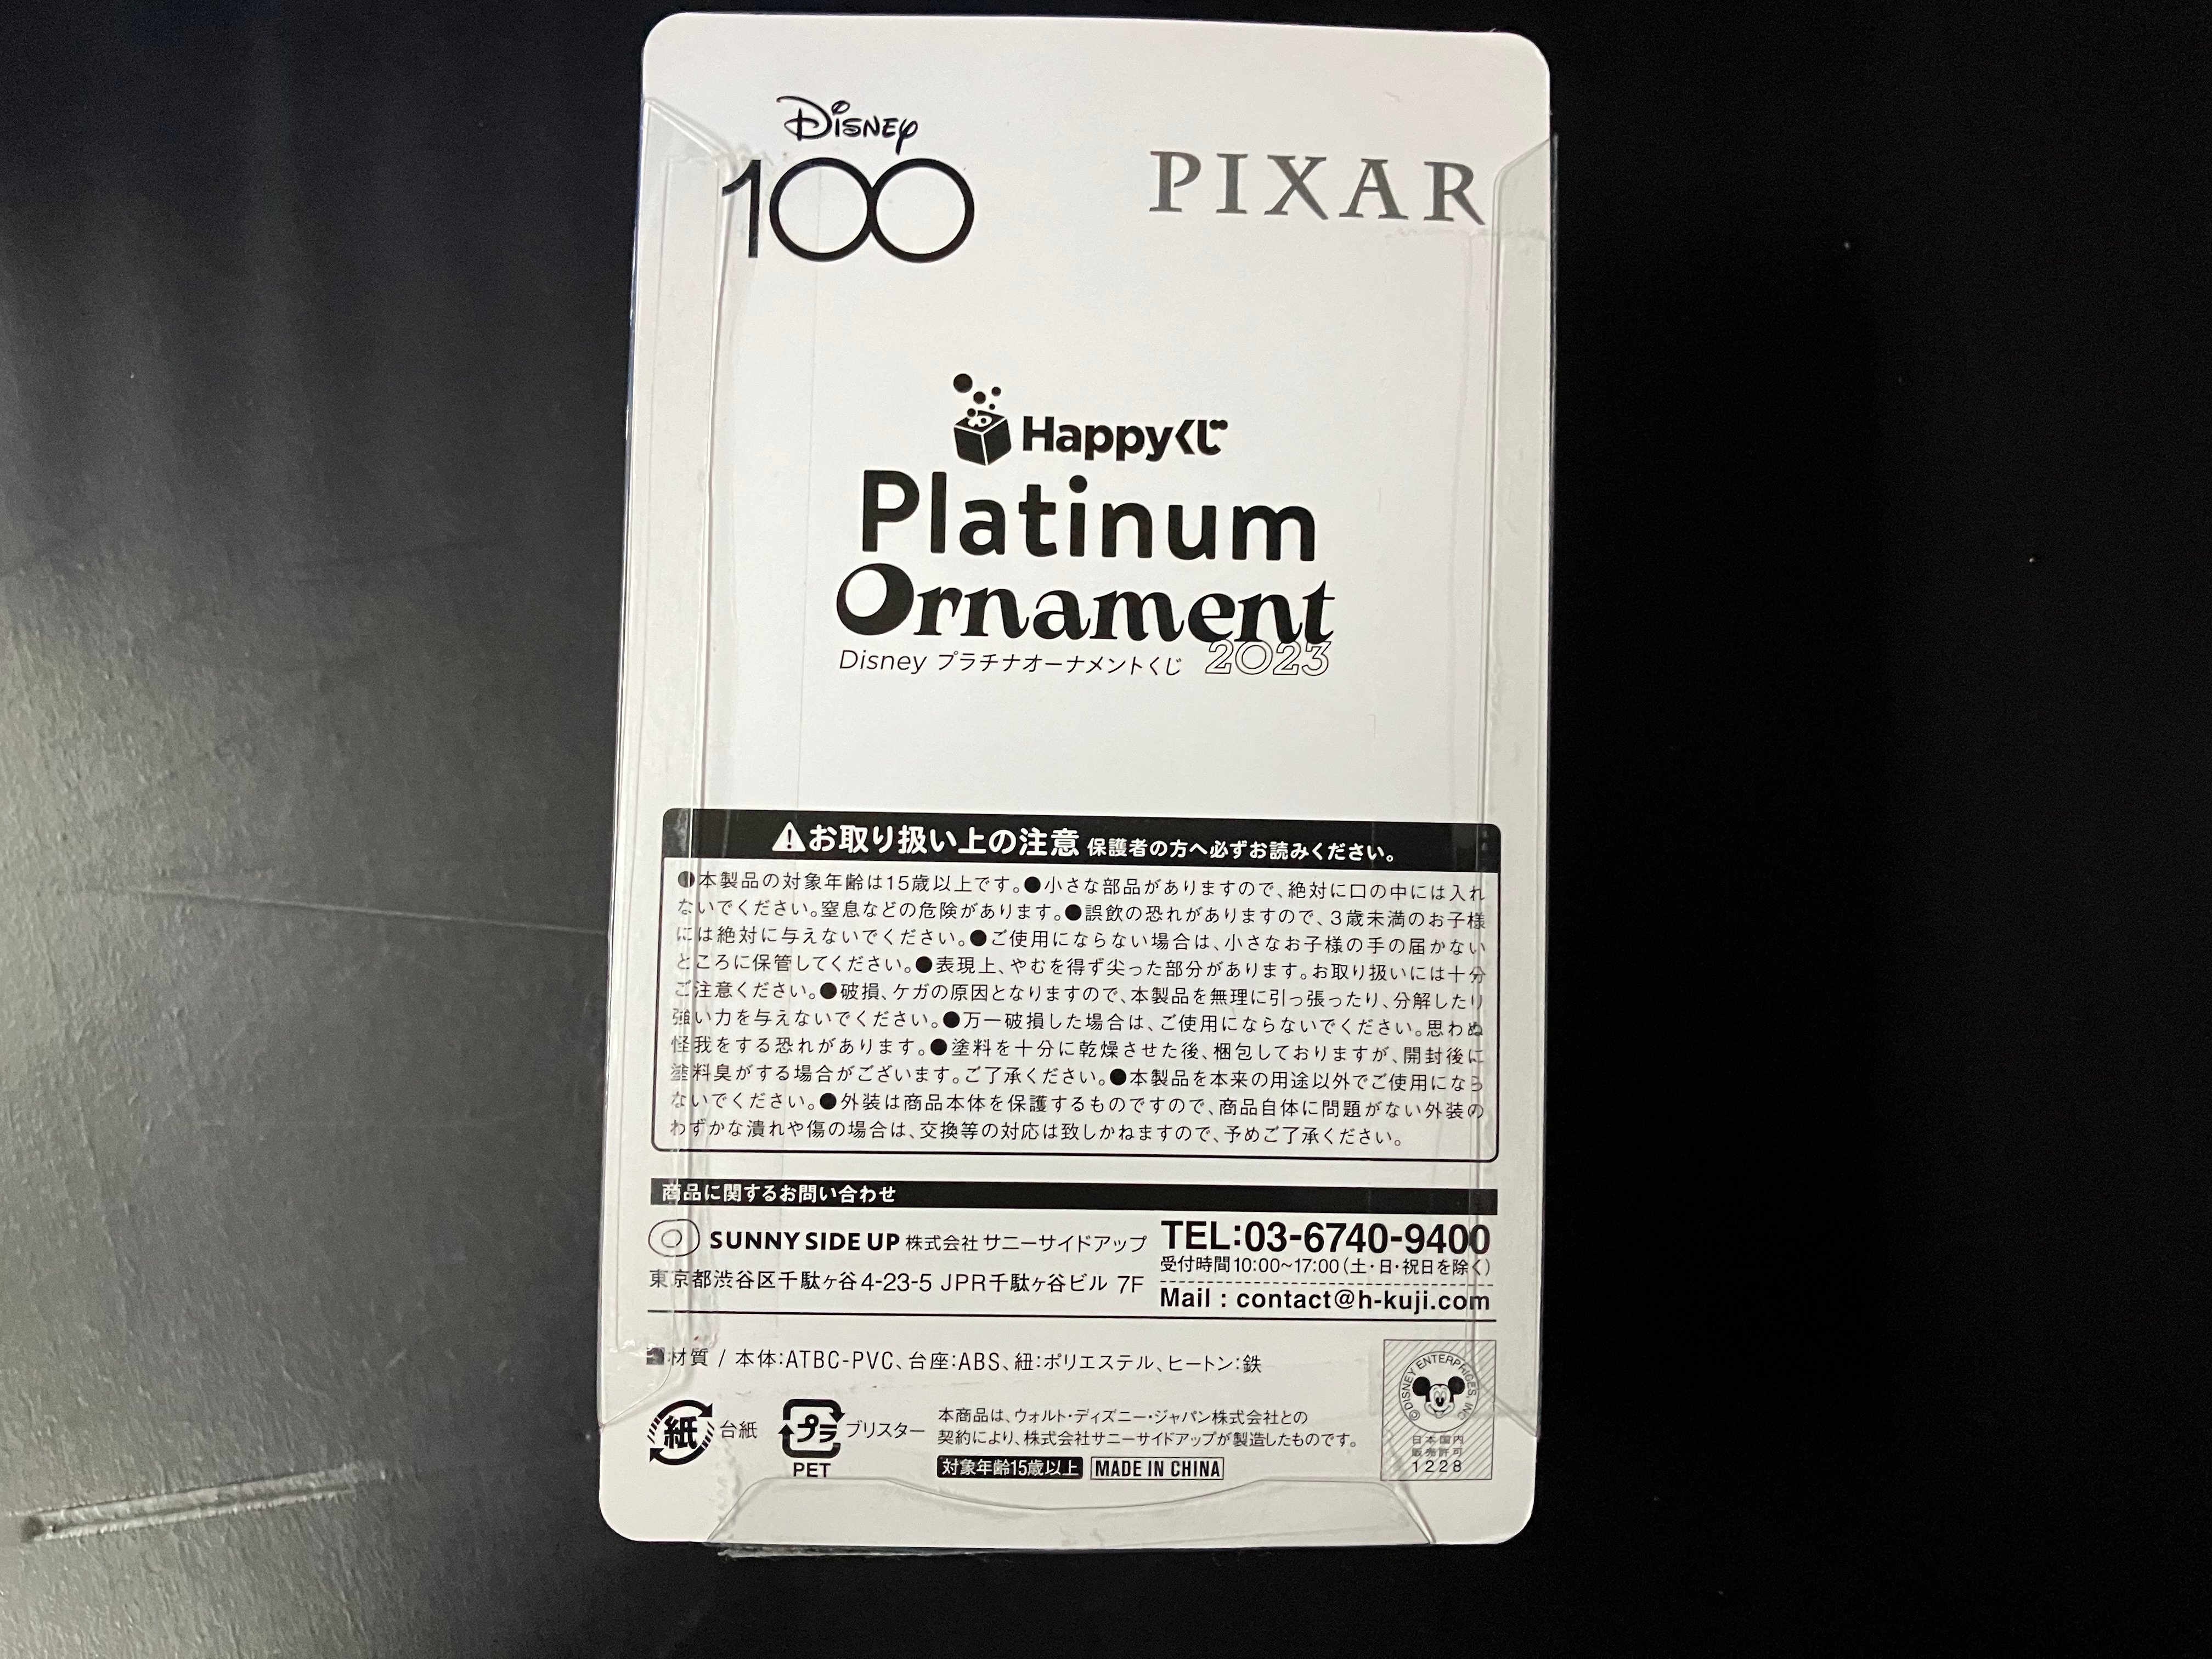 Disney
100
PIXAR
Happyくじ
Platinum
Ornament
Disney プラチナオーナメントくじ 2023
お取り扱い上の注意 保護者の方へ必ずお読みください。
●本製品の対象年齢は15歳以上です。●小さな部品がありますので、絶対に口の中には入れ
ないでください。窒息などの危険があります。●誤飲の恐れがありますので、3歳未満のお子様
には絶対に与えないでください。●ご使用にならない場合は、小さなお子様の手の届かない
ところに保管してください。●表現上、やむを得ず尖った部分があります。お取り扱いには十分
ご注意ください。●破損、ケガの原因となりますので、本製品を無理に引っ張ったり、分解したり
強い力を与えないでください。●万一破損した場合は、ご使用にならないでください。思わぬ
怪我をする恐れがあります。●塗料を十分に乾燥させた後、梱包しておりますが、開封後に
塗料臭がする場合がございます。ご了承ください。●本製品を本来の用途以外でご使用になら
ないでください。●外装は商品本体を保護するものですので、商品自体に問題がない外装の
わずかな潰れや傷の場合は、交換等の対応は致しかねますので、予めご了承ください。
商品に関するお問い合わせ
SUNNY SIDE UP 株式会社 サニーサイドアップ
東京都渋谷区千駄ヶ谷4-23-5 JPR千駄ヶ谷ビル 7F
TEL:03-6740-9400
受付時間10:00~17:00(土・日・祝日を除く)
Mail : contact@h-kuji.com
■材質 / 本体:ATBC-PVC、台座:ABS、紐:ポリエステル、ヒートン:鉄
紙 台紙
プラ ブリスター
PET
本商品は、ウォルト・ディズニー・ジャパン株式会社との
契約により、株式会社サニーサイドアップが製造したものです。
対象年齢15歳以上 MADE IN CHINA
©DISNEY ENTERPRISES, INC
日本国内
販売許可
1228